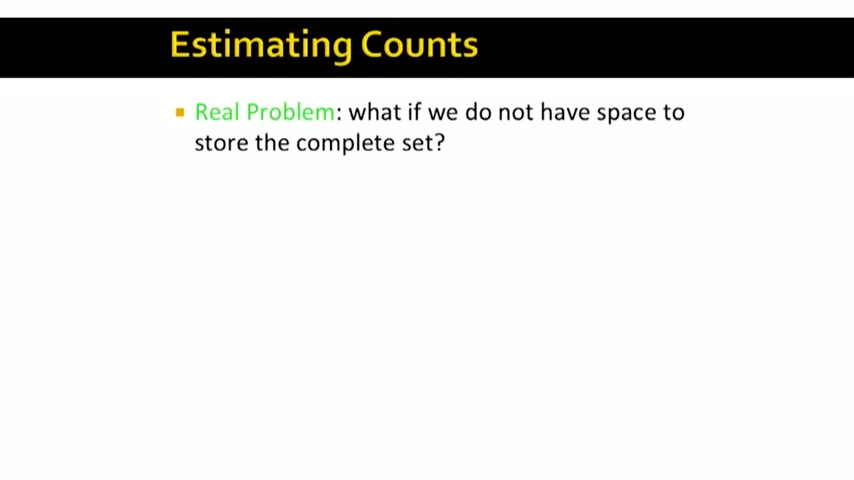 Estimating Counts
Real Problem: what if we do not have space to
store the complete set?